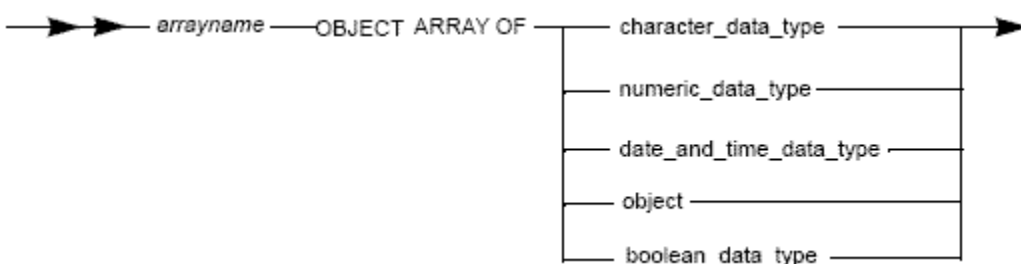 arrayname OBJECT ARRAY OF character_data_type
numeric_data_type
date_and_time_data_type
object
boolean_data_type